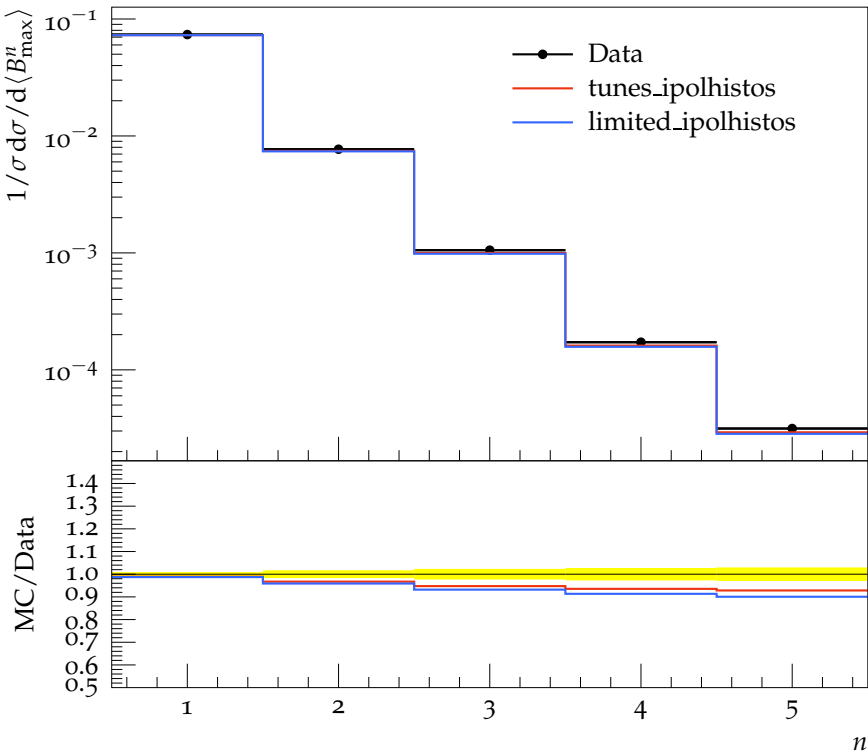 1/σ dσ/d⟨Bⁿmax⟩
10⁻¹
10⁻²
10⁻³
10⁻⁴
Data
tunes_ipolhistos
limited_ipolhistos
MC/Data
1.4
1.3
1.2
1.1
1.0
0.9
0.8
0.7
0.6
0.5
1 2 3 4 5
n